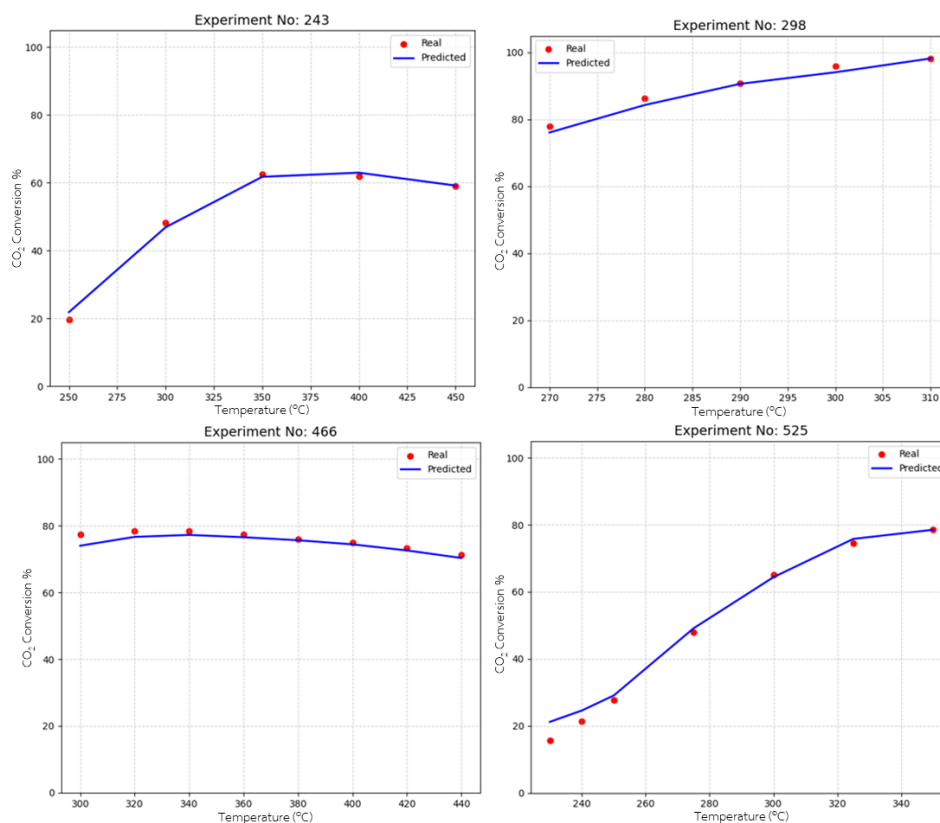 Experiment No: 243
Real
Predicted
100
80
60
40
20
0
CO₂ Conversion %
250 275 300 325 350 375 400 425 450
Temperature (°C)
Experiment No: 298
Real
Predicted
100
80
60
40
20
0
CO₂ Conversion %
270 275 280 285 290 295 300 305 310
Temperature (°C)
Experiment No: 466
Real
Predicted
100
80
60
40
20
0
CO₂ Conversion %
300 320 340 360 380 400 420 440
Temperature (°C)
Experiment No: 525
Real
Predicted
100
80
60
40
20
0
CO₂ Conversion %
240 260 280 300 320 340
Temperature (°C)